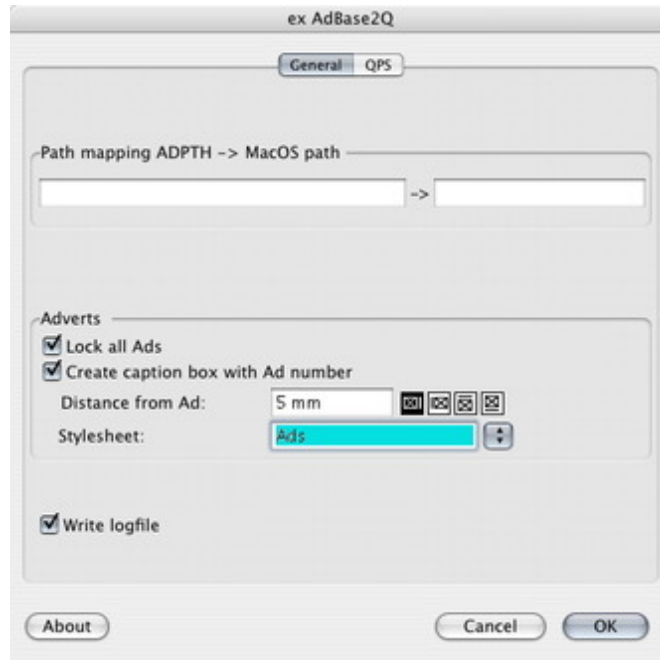 ex AdBase2Q
General QPS
Path mapping ADPTH -> MacOS path
->
Adverts
Lock all Ads
Create caption box with Ad number
Distance from Ad: 5 mm
Stylesheet: Ads
Write logfile
About Cancel OK